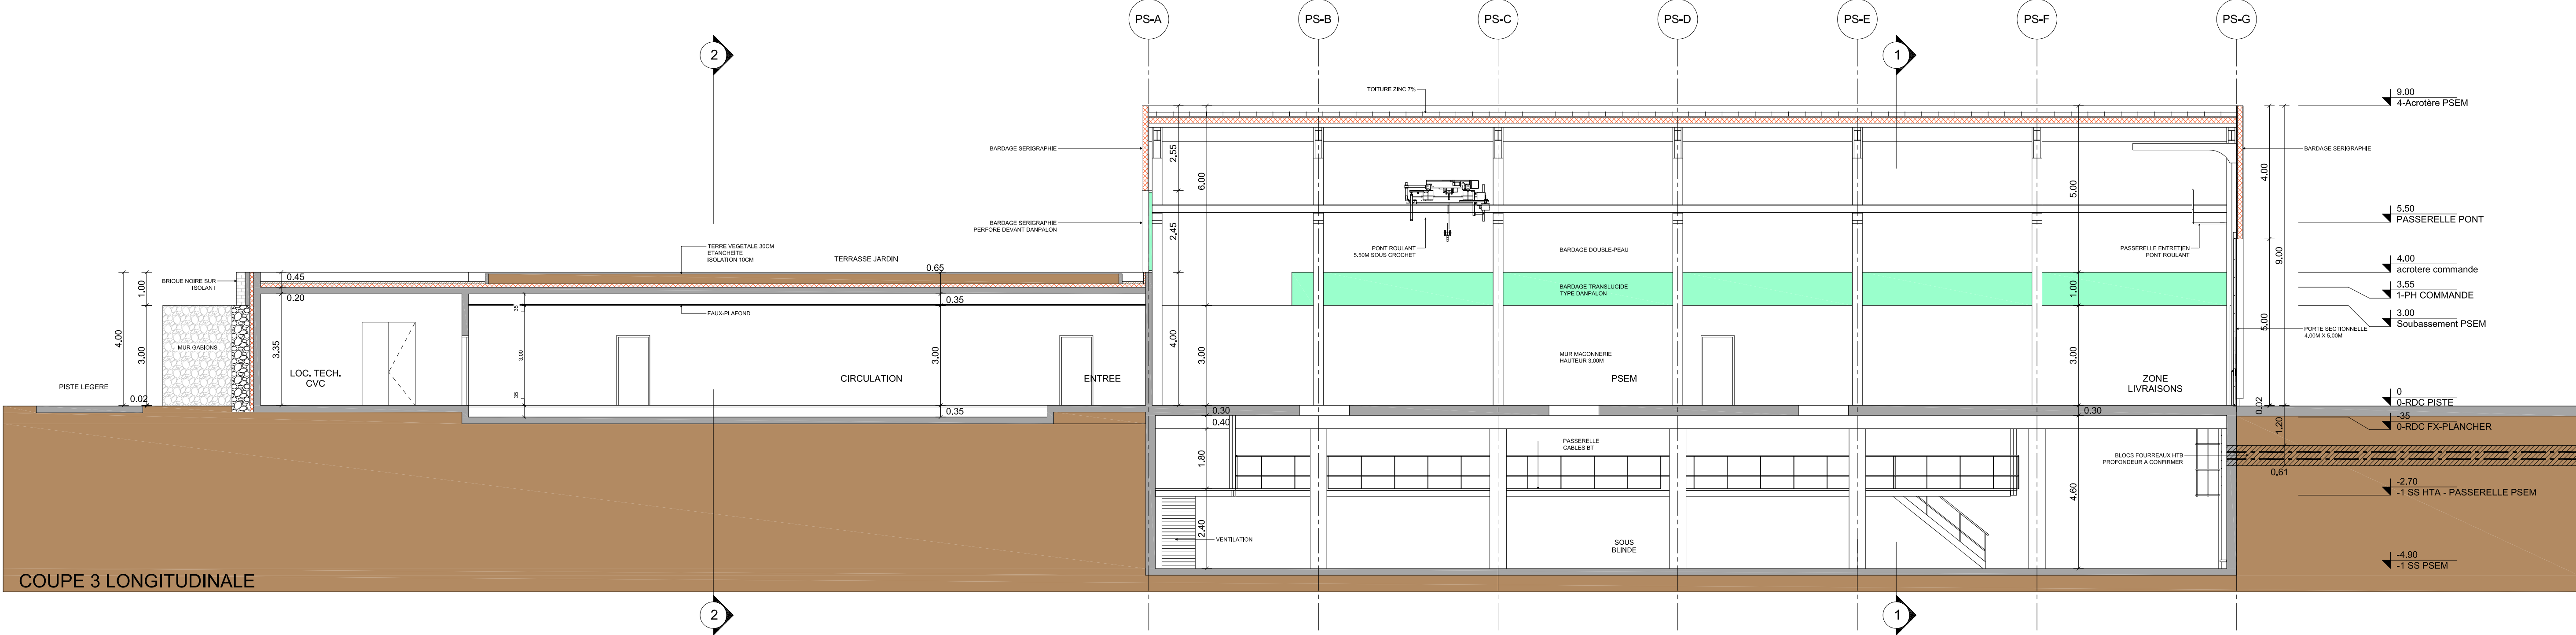 PS-A
PS-B
PS-C
PS-D
PS-E
PS-F
PS-G
2
1
TOITURE ZINC 7%
9.00
4-Acrotère PSEM
BARDAGE SERIGRAPHIE
2.55
6.00
5.00
4.00
BARDAGE SERIGRAPHIE
BARDAGE SERIGRAPHIE
PERFORE DEVANT DANPALON
2.45
5.50
PASSERELLE PONT
TERRE VEGETALE 30CM
ETANCHEITE
ISOLATION 10CM
TERRASSE JARDIN
0.65
PONT ROULANT
5,50M SOUS CROCHET
BARDAGE DOUBLE-PEAU
PASSERELLE ENTRETIEN
PONT ROULANT
9.00
4.00
acrotere commande
BRIQUE NOIRE SUR
ISOLANT
0.45
0.20
1.00
4.00
3.00
0.35
35
FAUX-PLAFOND
BARDAGE TRANSLUCIDE
TYPE DANPALON
1.00
3.55
1-PH COMMANDE
3.00
Soubassement PSEM
5.00
PORTE SECTIONNELLE
4,00M X 5,00M
MUR GABIONS
3.35
3.00
3.00
4.00
3.00
MUR MACONNERIE
HAUTEUR 3,00M
3.00
PISTE LEGERE
LOC. TECH.
CVC
CIRCULATION
ENTREE
PSEM
ZONE
LIVRAISONS
0.02
35
0.35
0.30
0.40
0.30
0.02
0
0-RDC PISTE
-35
0-RDC FX-PLANCHER
1.20
PASSERELLE
CABLES BT
1.80
BLOCS FOURREAUX HTB
PROFONDEUR A CONFIRMER
0.61
4.60
-2.70
-1 SS HTA - PASSERELLE PSEM
2.40
VENTILATION
SOUS
BLINDE
-4.90
-1 SS PSEM
COUPE 3 LONGITUDINALE
2
1